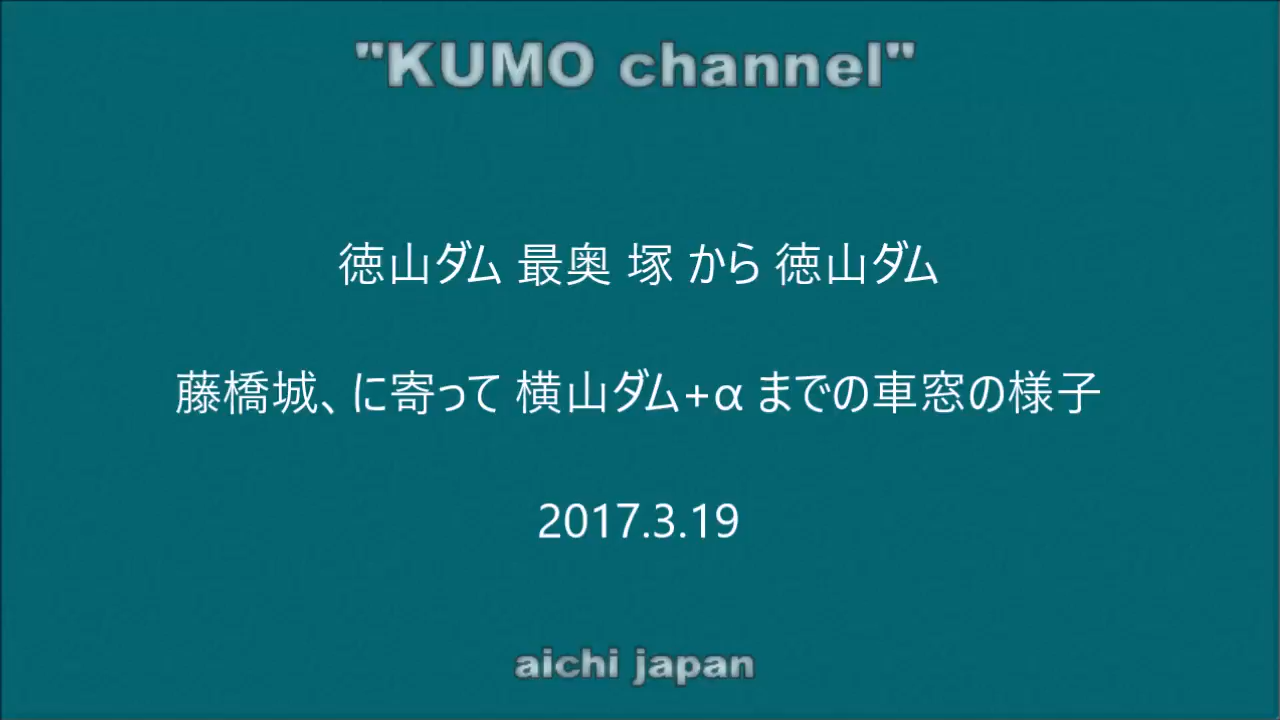 "KUMO channel"
徳山ダム 最奥 塚 から 徳山ダム
藤橋城、に寄って 横山ダム+α までの車窓の様子
2017.3.19
aichi japan